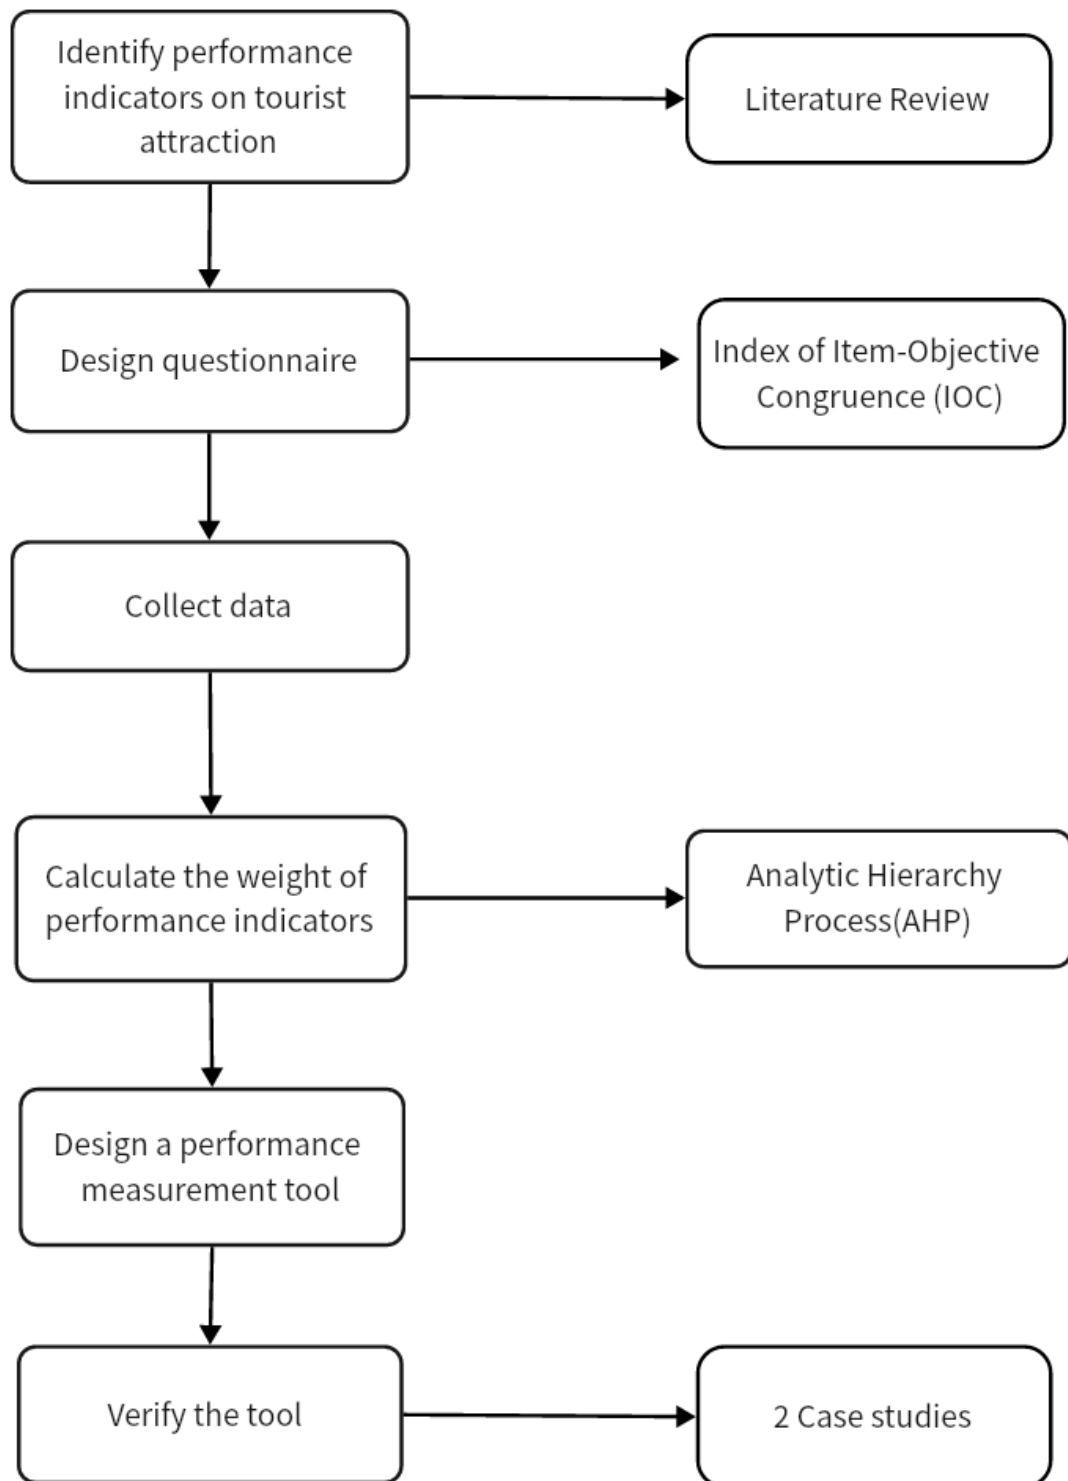 Identify performance
indicators on tourist
attraction
Literature Review
Design questionnaire
Index of Item-Objective
Congruence (IOC)
Collect data
Calculate the weight of
performance indicators
Analytic Hierarchy
Process(AHP)
Design a performance
measurement tool
Verify the tool
2 Case studies